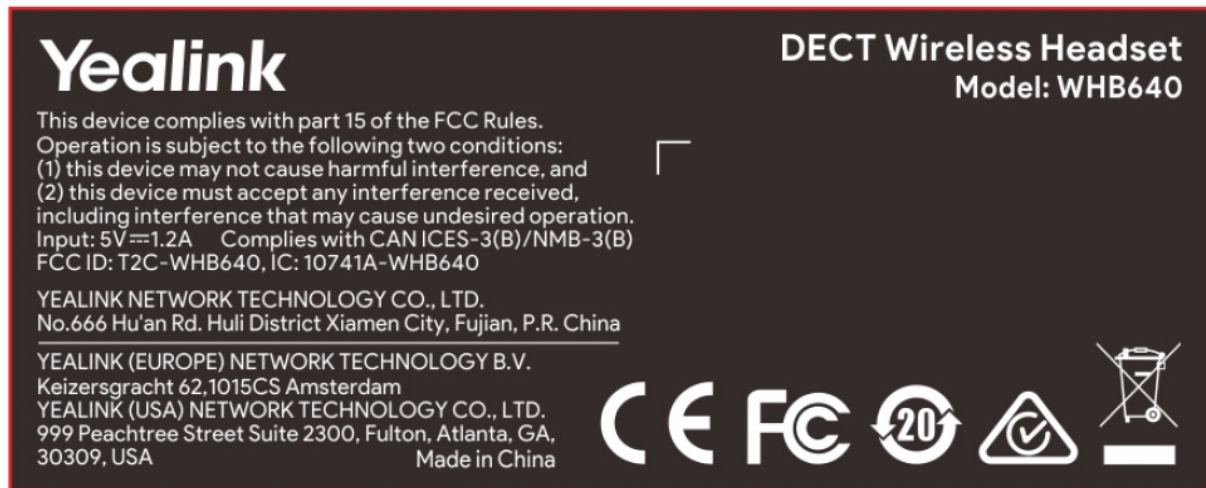 Yealink
DECT Wireless Headset
Model: WHB640
This device complies with part 15 of the FCC Rules.
Operation is subject to the following two conditions:
(1) this device may not cause harmful interference, and
(2) this device must accept any interference received,
including interference that may cause undesired operation.
Input: 5V⎓1.2A Complies with CAN ICES-3(B)/NMB-3(B)
FCC ID: T2C-WHB640, IC: 10741A-WHB640
YEALINK NETWORK TECHNOLOGY CO., LTD.
No.666 Hu'an Rd. Huli District Xiamen City, Fujian, P.R. China
YEALINK (EUROPE) NETWORK TECHNOLOGY B.V.
Keizersgracht 62,1015CS Amsterdam
YEALINK (USA) NETWORK TECHNOLOGY CO., LTD.
999 Peachtree Street Suite 2300, Fulton, Atlanta, GA,
30309, USA Made in China
CE FC 20